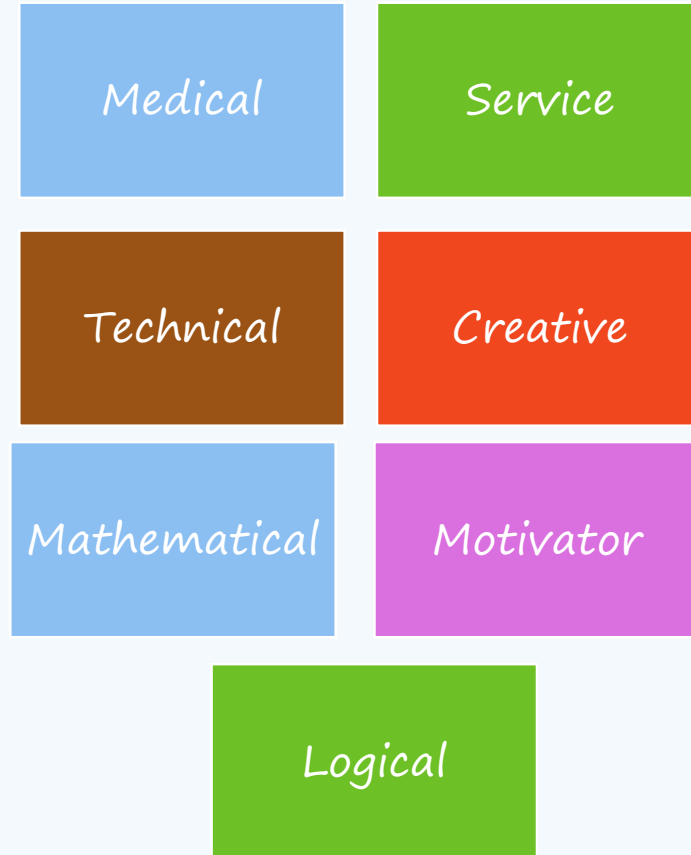 Medical
Service
Technical
Creative
Mathematical
Motivator
Logical